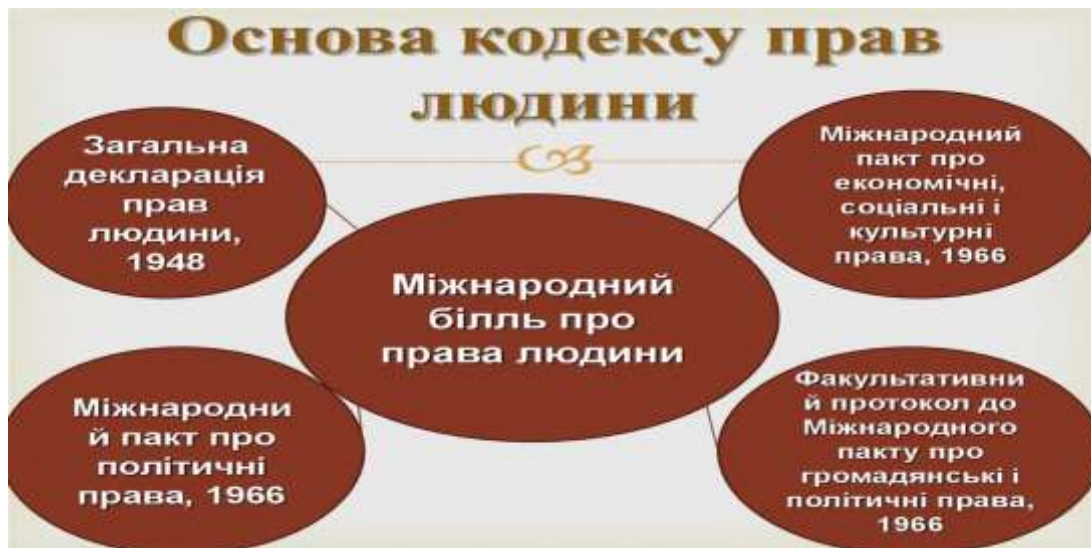 Основа кодексу прав
людини
Загальна
декларація
прав
людини,
1948
Міжнародний
пакт про
економічні,
соціальні і
культурні
права, 1966
Міжнародний
білль про
права людини
Міжнародни
й пакт про
політичні
права, 1966
Факультативни
й протокол до
Міжнародного
пакту про
громадянські і
політичні права,
1966